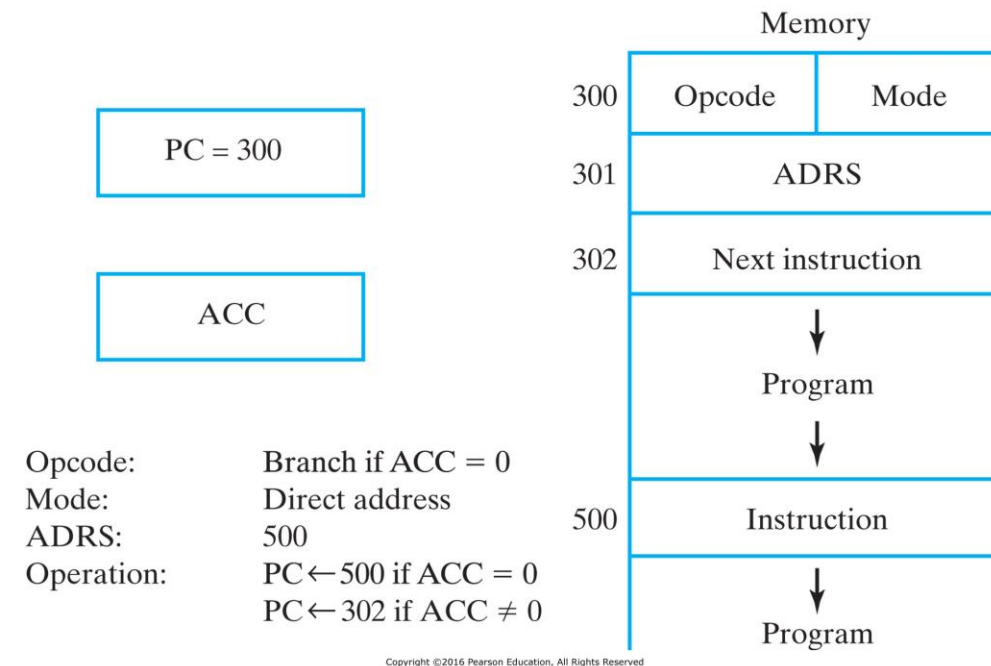 Memory
300 Opcode Mode
PC = 300
301 ADRS
302 Next instruction
ACC
Program
Opcode: Branch if ACC = 0
Mode: Direct address
ADRS: 500
500 Instruction
Operation: PC←500 if ACC = 0
PC←302 if ACC ≠ 0
Program
Copyright ©2016 Pearson Education, All Rights Reserved